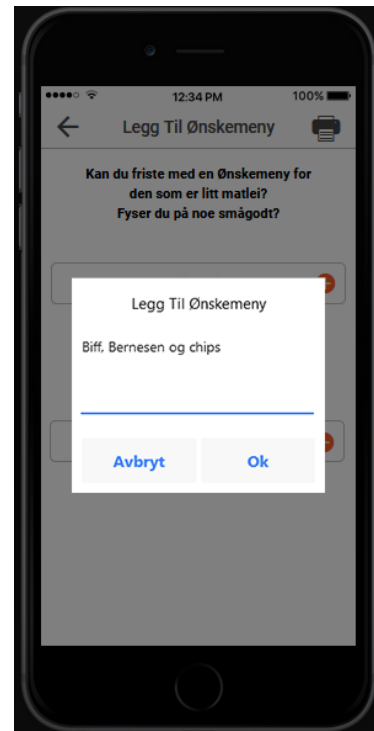 12:34 PM
100%
Legg Til Ønskemeny
Kan du friste med en Ønskemeny for
den som er litt matlei?
Fyser du på noe smågodt?
Legg Til Ønskemeny
Biff, Bernesen og chips
Avbryt
Ok